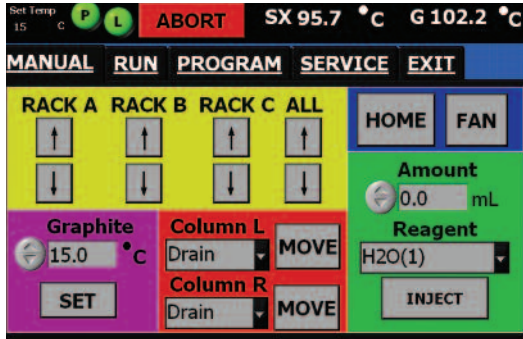 Set Temp
15 C P L ABORT SX 95.7 °C G 102.2 °C
MANUAL RUN PROGRAM SERVICE EXIT
RACK A RACK B RACK C ALL
HOME FAN
Amount
0.0 mL
Graphite
15.0 °C
SET
Column L
Drain MOVE
Column R
Drain MOVE
Reagent
H2O(1)
INJECT